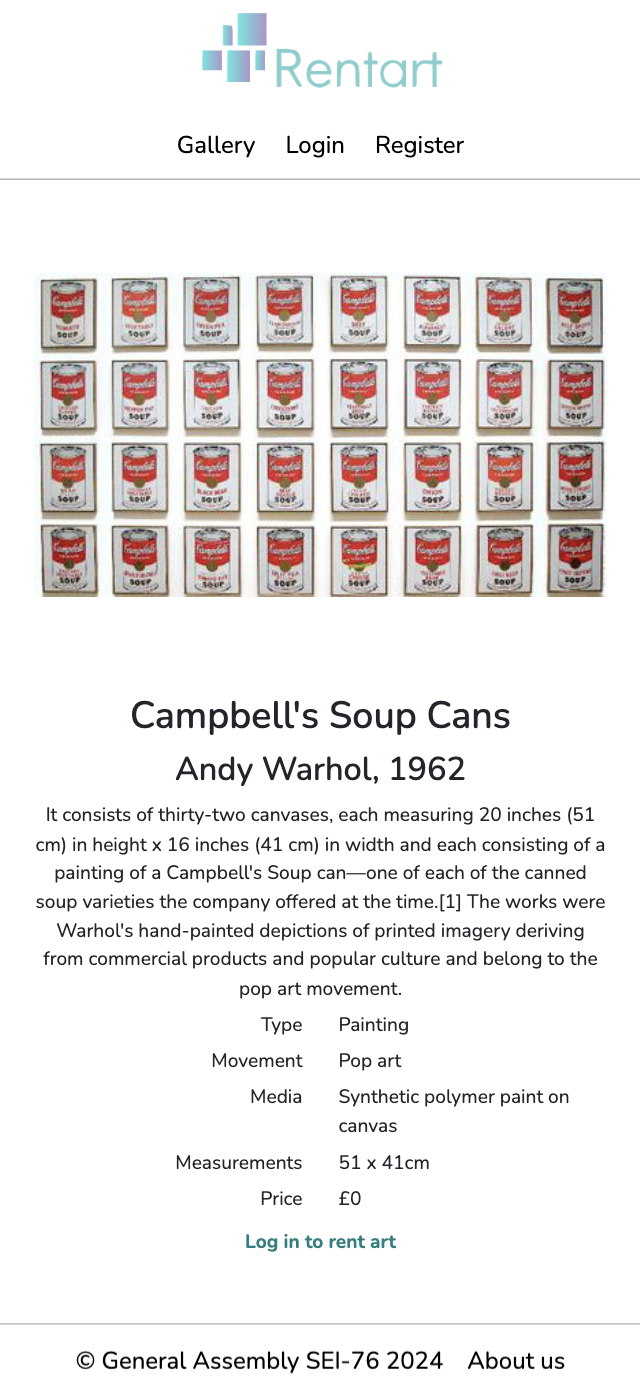 Rentart
Gallery Login Register
Campbell's Soup Cans
Andy Warhol, 1962
It consists of thirty-two canvases, each measuring 20 inches (51
cm) in height x 16 inches (41 cm) in width and each consisting of a
painting of a Campbell's Soup can—one of each of the canned
soup varieties the company offered at the time.[1] The works were
Warhol's hand-painted depictions of printed imagery deriving
from commercial products and popular culture and belong to the
pop art movement.
Type Painting
Movement Pop art
Media Synthetic polymer paint on
canvas
Measurements 51 x 41cm
Price £0
Log in to rent art
© General Assembly SEI-76 2024 About us